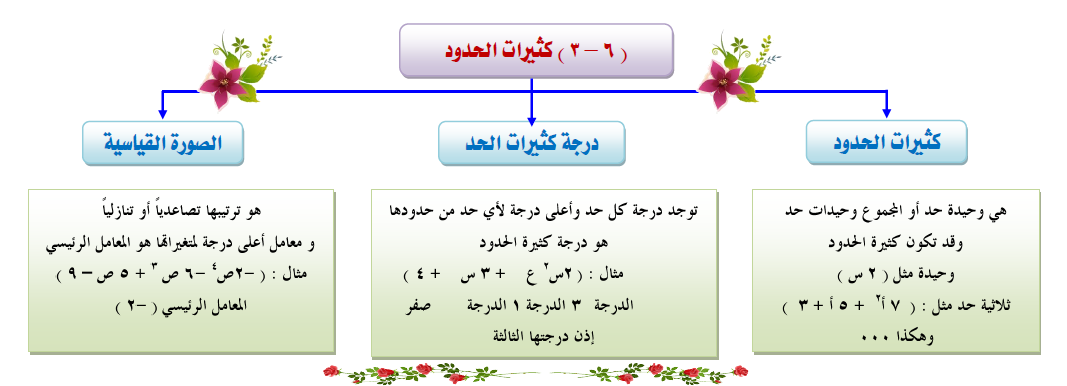 ( ٦ – ٣ ) كثيرات الحدود
كثيرات الحدود
هي وحيدة حد أو المجموع وحيدات حد
وقد تكون كثيرة الحدود
وحيدة مثل ( ٢ س )
ثلاثية حد مثل : ( ٧ أ٢ + ٥ أ + ٣ )
وهكذا ٠٠٠
درجة كثيرات الحد
توجد درجة كل حد وأعلى درجة لأي حد من حدودها
هو درجة كثيرة الحدود
مثال : ( ٢س٢ ع + ٣ س + ٤ )
الدرجة ٣ الدرجة ١ الدرجة صفر
إذن درجتها الثالثة
الصورة القياسية
هو ترتيبها تصاعدياً أو تنازلياً
و معامل أعلى درجة لمتغيراتها هو المعامل الرئيسي
مثال : ( –٢ص٤ –٦ ص٣ + ٥ ص – ٩ )
المعامل الرئيسي ( –٢ )